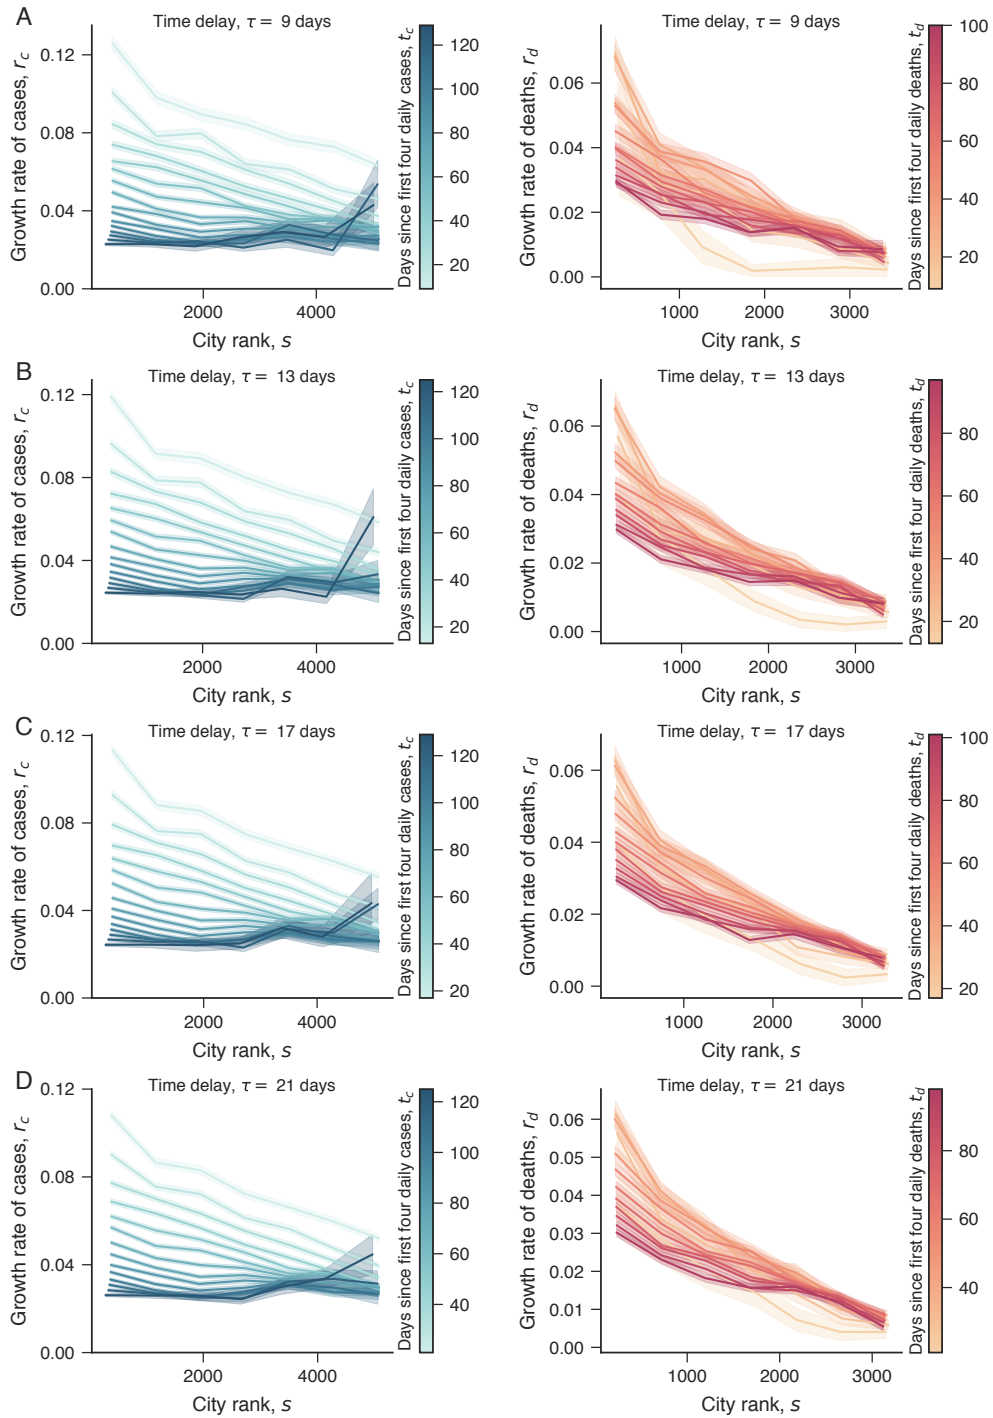 A
Time delay, τ = 9 days
Growth rate of cases, r_c
0.12
0.08
0.04
0.00
2000
4000
City rank, s
Days since first four daily cases, t_c
120
100
80
60
40
20
Time delay, τ = 9 days
Growth rate of deaths, r_d
0.06
0.04
0.02
0.00
1000
2000
3000
City rank, s
Days since first four daily deaths, t_d
100
80
60
40
20
B
Time delay, τ = 13 days
Growth rate of cases, r_c
0.12
0.08
0.04
0.00
2000
4000
City rank, s
Days since first four daily cases, t_c
120
100
80
60
40
20
Time delay, τ = 13 days
Growth rate of deaths, r_d
0.06
0.04
0.02
0.00
1000
2000
3000
City rank, s
Days since first four daily deaths, t_d
80
60
40
20
C
Time delay, τ = 17 days
Growth rate of cases, r_c
0.12
0.08
0.04
0.00
2000
4000
City rank, s
Days since first four daily cases, t_c
120
100
80
60
40
20
Time delay, τ = 17 days
Growth rate of deaths, r_d
0.06
0.04
0.02
0.00
1000
2000
3000
City rank, s
Days since first four daily deaths, t_d
100
80
60
40
20
D
Time delay, τ = 21 days
Growth rate of cases, r_c
0.12
0.08
0.04
0.00
2000
4000
City rank, s
Days since first four daily cases, t_c
120
100
80
60
40
Time delay, τ = 21 days
Growth rate of deaths, r_d
0.06
0.05
0.04
0.03
0.02
0.01
0.00
1000
2000
3000
City rank, s
Days since first four daily deaths, t_d
80
60
40